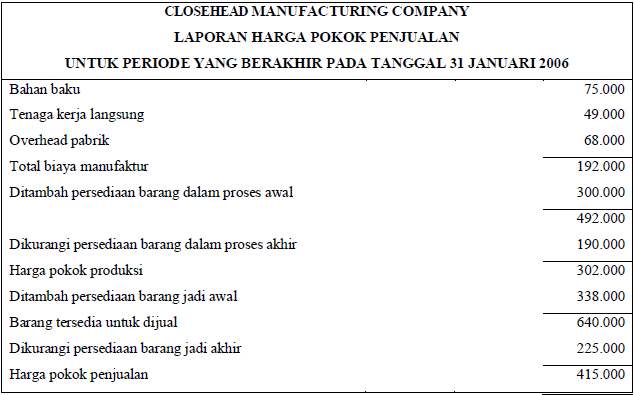 CLOSEHEAD MANUFACTURING COMPANY
LAPORAN HARGA POKOK PENJUALAN
UNTUK PERIODE YANG BERAKHIR PADA TANGGAL 31 JANUARI 2006
Bahan baku 75.000
Tenaga kerja langsung 49.000
Overhead pabrik 68.000
Total biaya manufaktur 192.000
Ditambah persediaan barang dalam proses awal 300.000
492.000
Dikurangi persediaan barang dalam proses akhir 190.000
Harga pokok produksi 302.000
Ditambah persediaan barang jadi awal 338.000
Barang tersedia untuk dijual 640.000
Dikurangi persediaan barang jadi akhir 225.000
Harga pokok penjualan 415.000